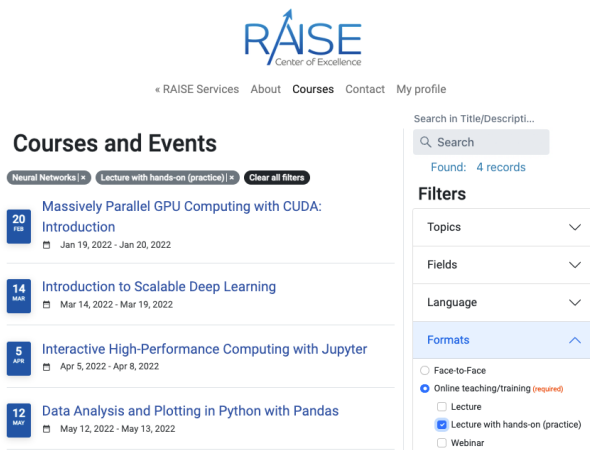 RAISE
Center of Excellence
« RAISE Services About Courses Contact My profile
Search in Title/Descripti...
Courses and Events
Search
Found: 4 records
Neural Networks | × Lecture with hands-on (practice) | × Clear all filters
Filters
20
FEB
Massively Parallel GPU Computing with CUDA:
Introduction
Jan 19, 2022 - Jan 20, 2022
Topics
Fields
14
MAR
Introduction to Scalable Deep Learning
Mar 14, 2022 - Mar 19, 2022
Language
Formats
5
APR
Interactive High-Performance Computing with Jupyter
Apr 5, 2022 - Apr 8, 2022
Face-to-Face
Online teaching/training (required)
Lecture
Lecture with hands-on (practice)
Webinar
12
MAY
Data Analysis and Plotting in Python with Pandas
May 12, 2022 - May 13, 2022